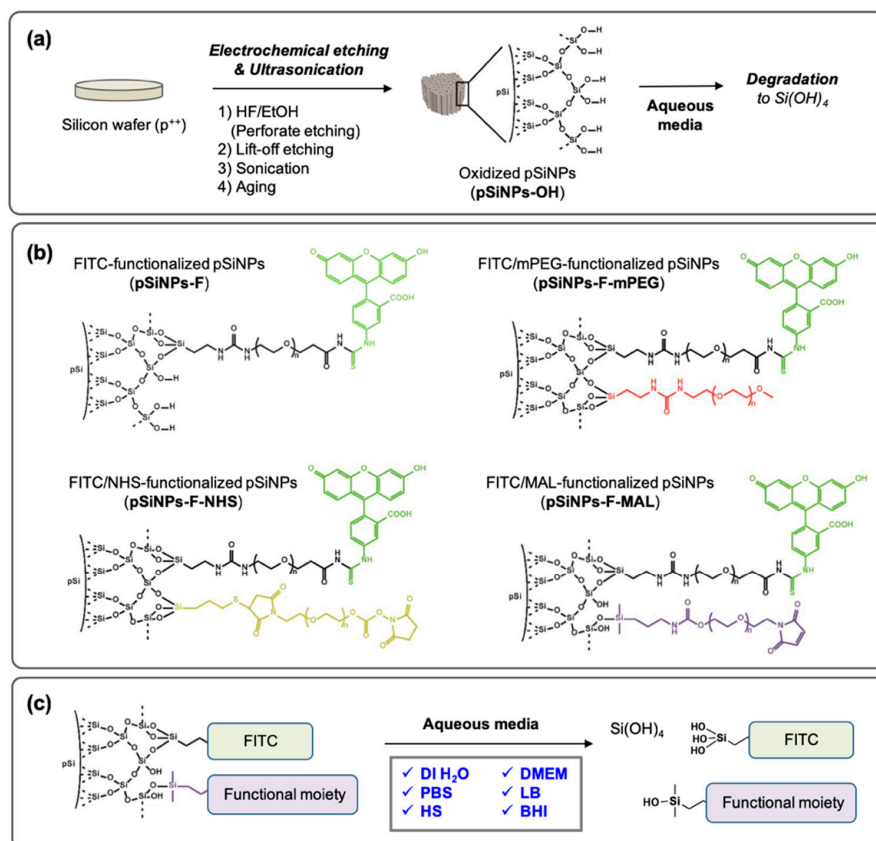 (a)
Electrochemical etching
& Ultrasonication
1) HF/EtOH
(Perforate etching)
2) Lift-off etching
3) Sonication
4) Aging
Silicon wafer (p++)
pSi
Oxidized pSiNPs
(pSiNPs-OH)
Aqueous
media
Degradation
to Si(OH)4
(b)
FITC-functionalized pSiNPs
(pSiNPs-F)
FITC/mPEG-functionalized pSiNPs
(pSiNPs-F-mPEG)
FITC/NHS-functionalized pSiNPs
(pSiNPs-F-NHS)
FITC/MAL-functionalized pSiNPs
(pSiNPs-F-MAL)
(c)
pSi
FITC
Functional moiety
Aqueous media
✓ DI H2O
✓ DMEM
✓ PBS
✓ LB
✓ HS
✓ BHI
Si(OH)4
FITC
Functional moiety